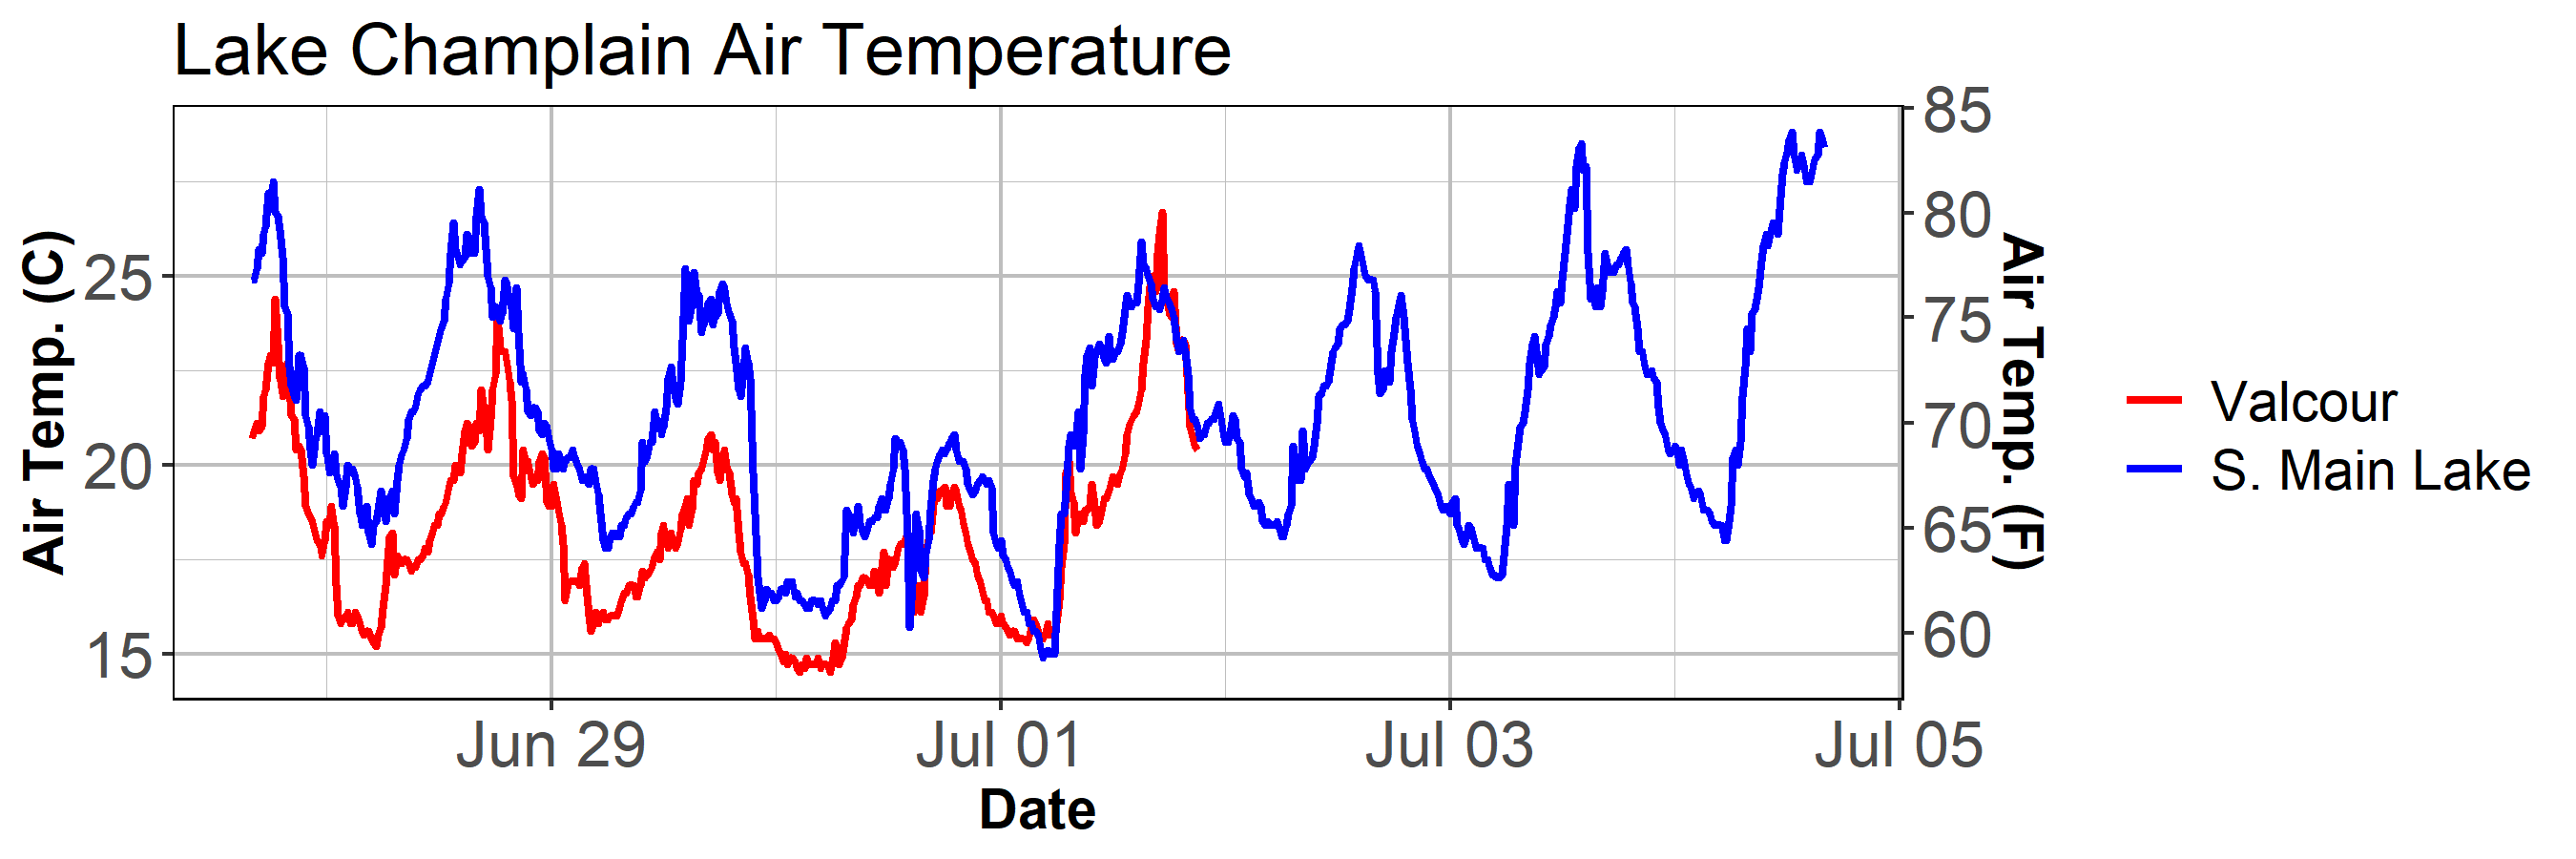 Lake Champlain Air Temperature
Air Temp. (C)
25
20
15
85
80
75
70
65
60
Air Temp. (F)
Jun 29
Jul 01
Jul 03
Jul 05
Date
Valcour
S. Main Lake